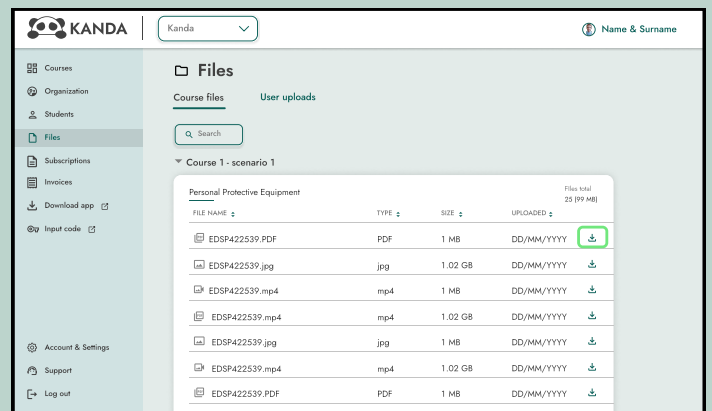 KANDA
Kanda
Name & Surname
Courses
Organization
Students
Files
Subscriptions
Invoices
Download app
Input code
Account & Settings
Support
Log out
Files
Course files User uploads
Search
Course 1 - scenario 1
Personal Protective Equipment
Files total
25 (99 MB)
FILE NAME TYPE SIZE UPLOADED
EDSP422539.PDF PDF 1 MB DD/MM/YYYY
EDSP422539.jpg jpg 1.02 GB DD/MM/YYYY
EDSP422539.mp4 mp4 1 MB DD/MM/YYYY
EDSP422539.mp4 mp4 1.02 GB DD/MM/YYYY
EDSP422539.jpg jpg 1 MB DD/MM/YYYY
EDSP422539.mp4 mp4 1.02 GB DD/MM/YYYY
EDSP422539.PDF PDF 1 MB DD/MM/YYYY